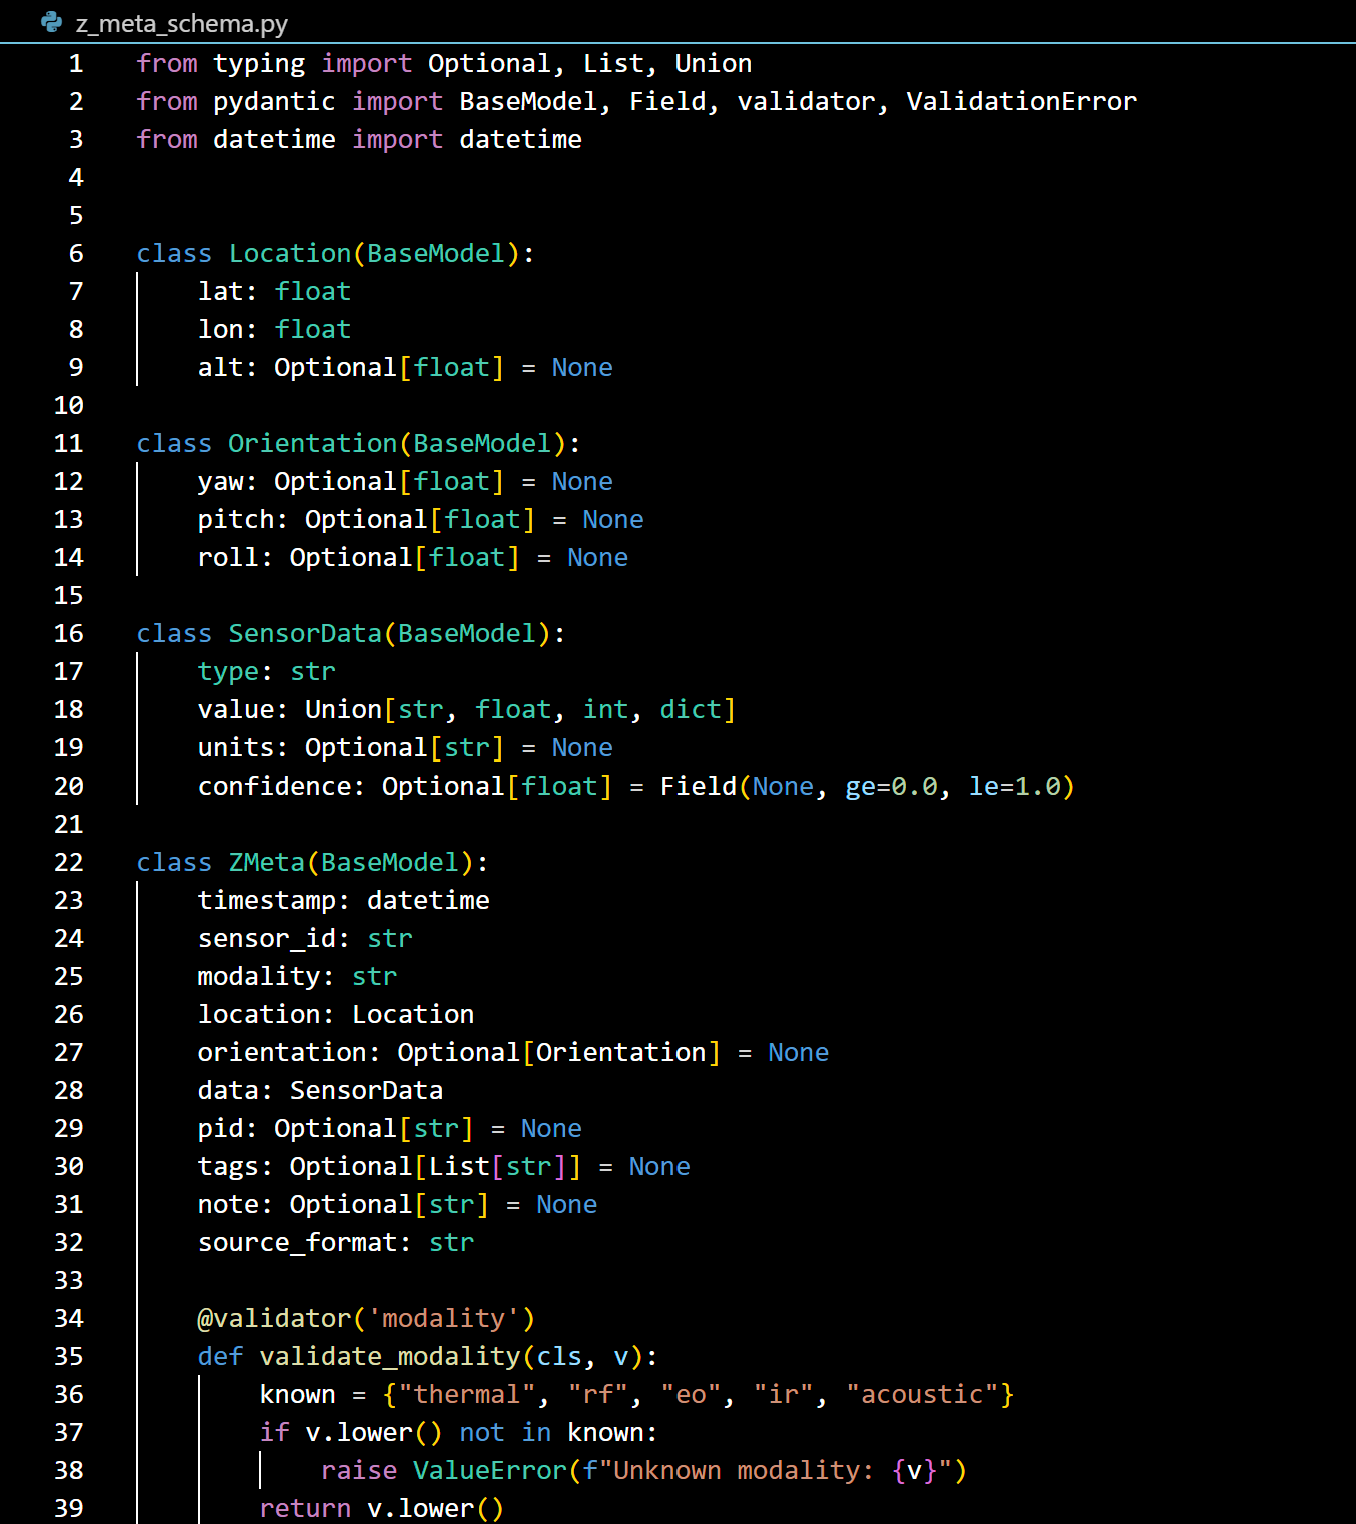 z_meta_schema.py
1 from typing import Optional, List, Union
2 from pydantic import BaseModel, Field, validator, ValidationError
3 from datetime import datetime
4
5
6 class Location(BaseModel):
7     lat: float
8     lon: float
9     alt: Optional[float] = None
10
11 class Orientation(BaseModel):
12     yaw: Optional[float] = None
13     pitch: Optional[float] = None
14     roll: Optional[float] = None
15
16 class SensorData(BaseModel):
17     type: str
18     value: Union[str, float, int, dict]
19     units: Optional[str] = None
20     confidence: Optional[float] = Field(None, ge=0.0, le=1.0)
21
22 class ZMeta(BaseModel):
23     timestamp: datetime
24     sensor_id: str
25     modality: str
26     location: Location
27     orientation: Optional[Orientation] = None
28     data: SensorData
29     pid: Optional[str] = None
30     tags: Optional[List[str]] = None
31     note: Optional[str] = None
32     source_format: str
33
34     @validator('modality')
35     def validate_modality(cls, v):
36         known = {"thermal", "rf", "eo", "ir", "acoustic"}
37         if v.lower() not in known:
38             raise ValueError(f"Unknown modality: {v}")
39         return v.lower()